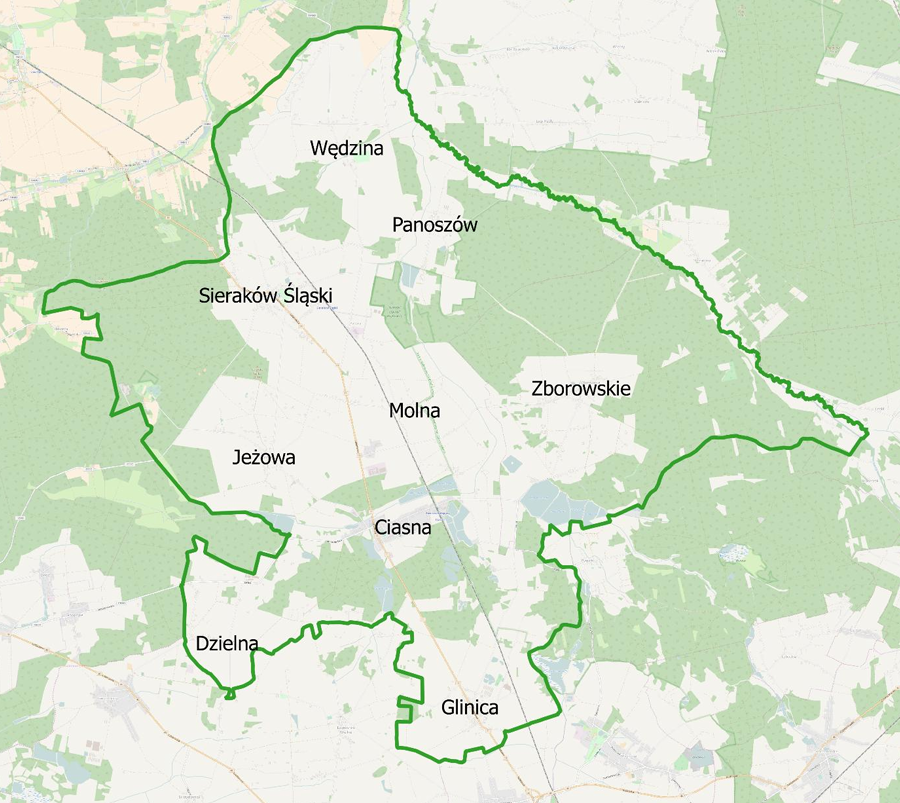 Wędzina
Panoszów
Sieraków Śląski
Zborowskie
Molna
Jeżowa
Ciasna
Dzielna
Glinica